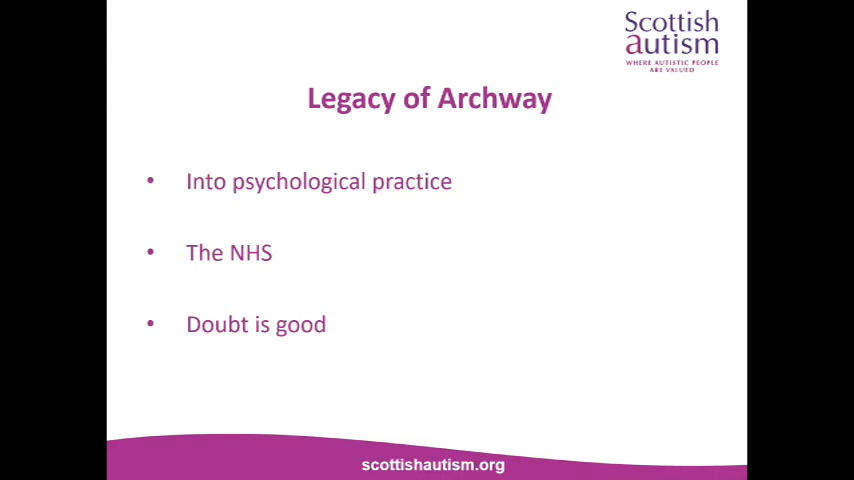 Scottish
autism
WHERE AUTISTIC PEOPLE
ARE VALUED
Legacy of Archway
• Into psychological practice
• The NHS
• Doubt is good
scottishautism.org